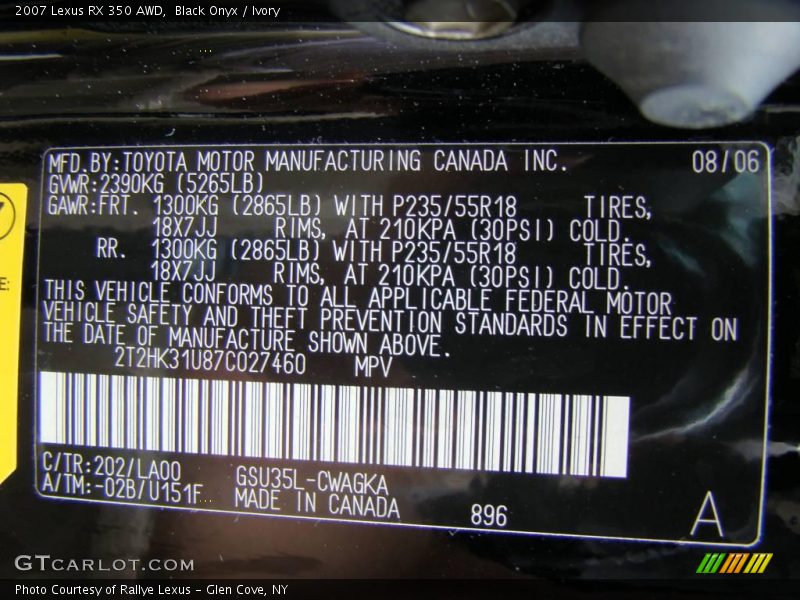 2007 Lexus RX 350 AWD, Black Onyx / Ivory
MFD. BY: TOYOTA MOTOR MANUFACTURING CANADA INC. 08/06
GVWR: 2390KG (5265LB)
GAWR: FRT. 1300KG (2865LB) WITH P235/55R18 TIRES,
18X7JJ RIMS, AT 210KPA (30PSI) COLD.
RR. 1300KG (2865LB) WITH P235/55R18 TIRES,
18X7JJ RIMS, AT 210KPA (30PSI) COLD.
THIS VEHICLE CONFORMS TO ALL APPLICABLE FEDERAL MOTOR
VEHICLE SAFETY AND THEFT PREVENTION STANDARDS IN EFFECT ON
THE DATE OF MANUFACTURE SHOWN ABOVE.
2T2HK31U87C027460 MPV
C/TR: 202/LA00 GSU35L-CWAGKA
A/TM: -02B/U151F MADE IN CANADA 896 A
E:
GTCARLOT.COM
Photo Courtesy of Rallye Lexus - Glen Cove, NY